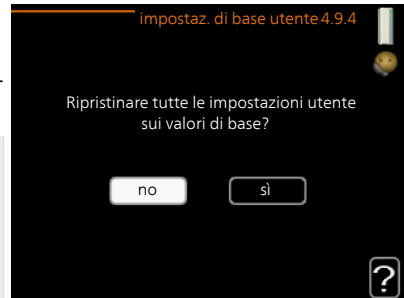 impostaz. di base utente 4.9.4
Ripristinare tutte le impostazioni utente
sui valori di base?
no
sì
?